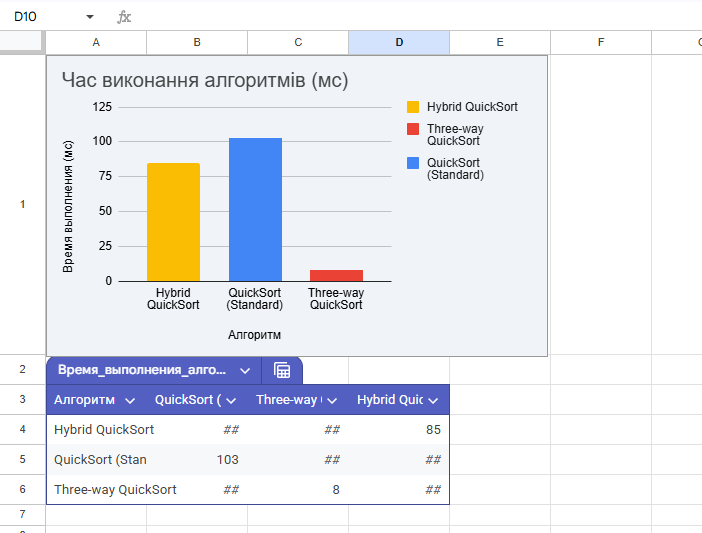 D10
fx
A B C D E F
1
Час виконання алгоритмів (мс)
Время выполнения (мс)
125
100
75
50
25
0
Hybrid QuickSort
QuickSort (Standard)
Three-way QuickSort
Алгоритм
Hybrid QuickSort
Three-way
QuickSort
QuickSort
(Standard)
2 Время_выполнения_алго...
3 Алгоритм QuickSort ( Three-way Hybrid Quic
4 Hybrid QuickSort ## ## 85
5 QuickSort (Stan 103 ## ##
6 Three-way QuickSort ## 8 ##
7